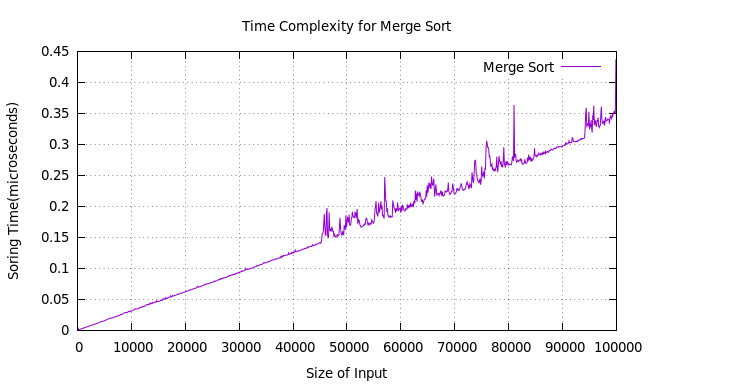 Time Complexity for Merge Sort
Merge Sort
Soring Time(microseconds)
0.45
0.4
0.35
0.3
0.25
0.2
0.15
0.1
0.05
0
0 10000 20000 30000 40000 50000 60000 70000 80000 90000 100000
Size of Input